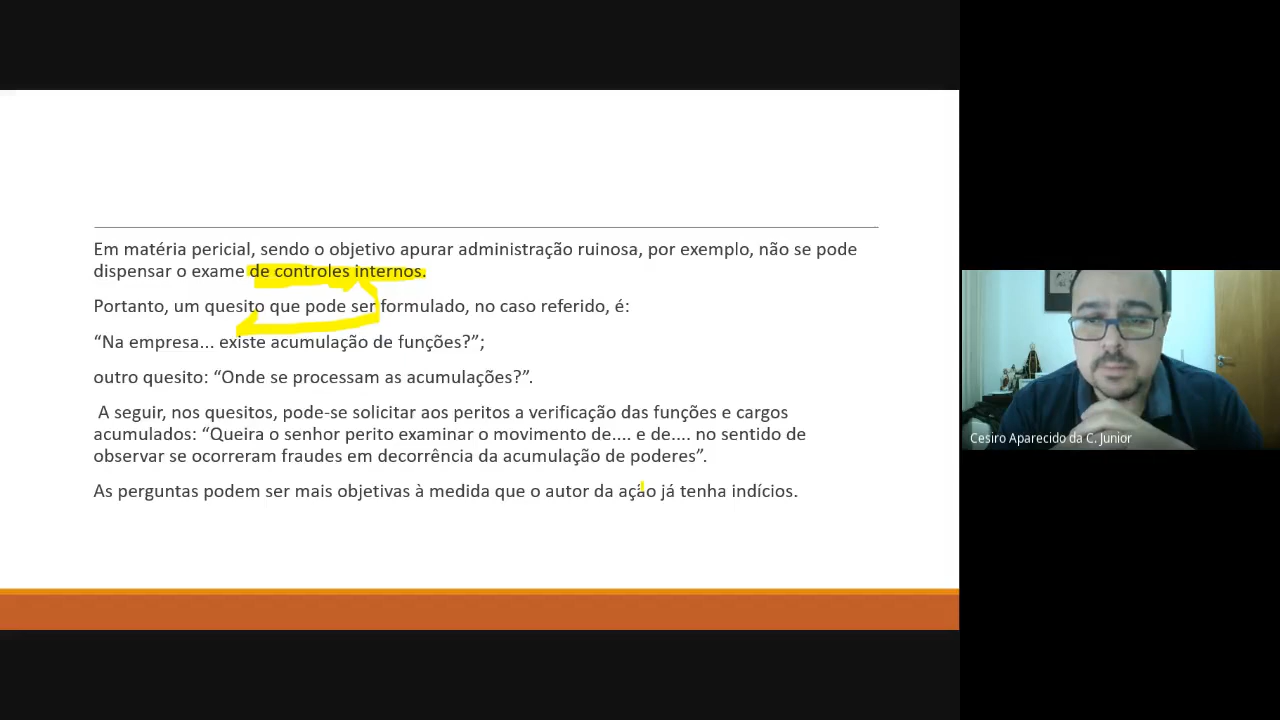 Em matéria pericial, sendo o objetivo apurar administração ruinosa, por exemplo, não se pode
dispensar o exame de controles internos.
Portanto, um quesito que pode ser formulado, no caso referido, é:
“Na empresa... existe acumulação de funções?”;
outro quesito: “Onde se processam as acumulações?”.
A seguir, nos quesitos, pode-se solicitar aos peritos a verificação das funções e cargos
acumulados: “Queira o senhor perito examinar o movimento de.... e de.... no sentido de
observar se ocorreram fraudes em decorrência da acumulação de poderes”.
As perguntas podem ser mais objetivas à medida que o autor da ação já tenha indícios.
Cesiro Aparecido da C. Junior